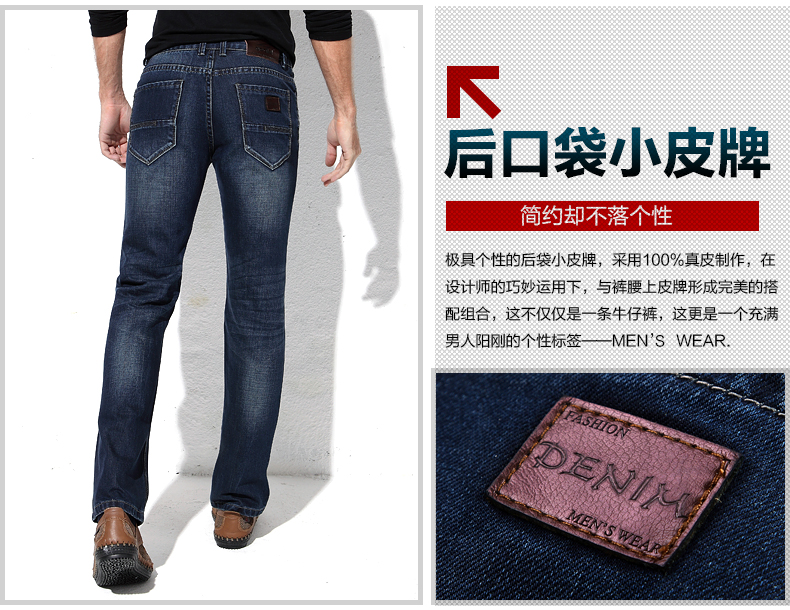 后口袋小皮牌
简约却不落个性
极具个性的后袋小皮牌，采用100%真皮制作，在
设计师的巧妙运用下，与裤腰上皮牌形成完美的搭
配组合，这不仅仅是一条牛仔裤，这更是一个充满
男人阳刚的个性标签——MEN'S WEAR.
FASHION
DENIM
MEN'S WEAR